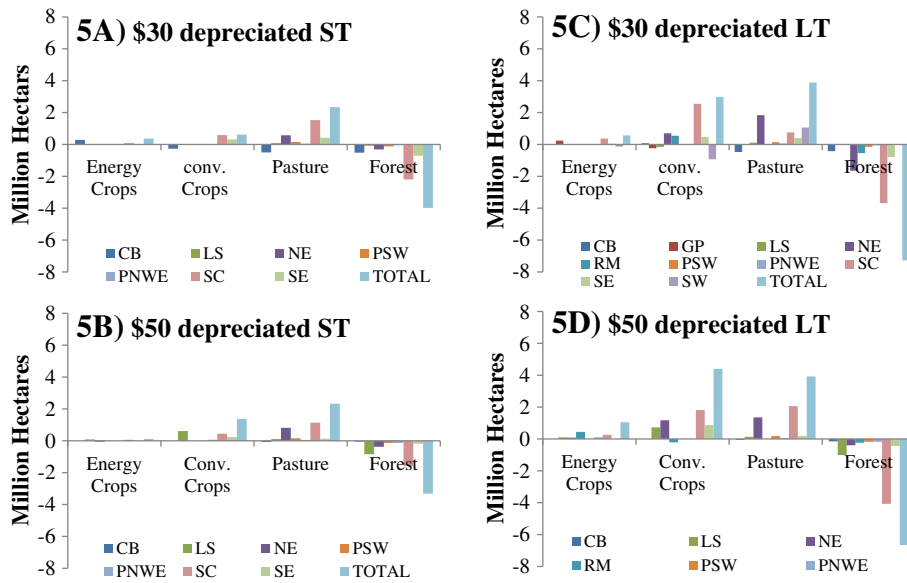 5A) $30 depreciated ST
Million Hectars
8
6
4
2
0
-2
-4
-6
-8
Energy Crops
conv. Crops
Pasture
Forest
CB LS NE PSW
PNWE SC SE TOTAL
5C) $30 depreciated LT
Million Hectares
8
6
4
2
0
-2
-4
-6
-8
Energy Crops
conv. Crops
Pasture
Forest
CB GP LS NE
RM PSW PNWE SC
SE SW TOTAL
5B) $50 depreciated ST
Million Hectares
8
6
4
2
0
-2
-4
-6
-8
Energy Crops
Conv. Crops
Pasture
Forest
CB LS NE PSW
PNWE SC SE TOTAL
5D) $50 depreciated LT
Million Hectares
8
6
4
2
0
-2
-4
-6
-8
Energy Crops
Conv. Crops
Pasture
Forest
CB LS NE
RM PSW PNWE